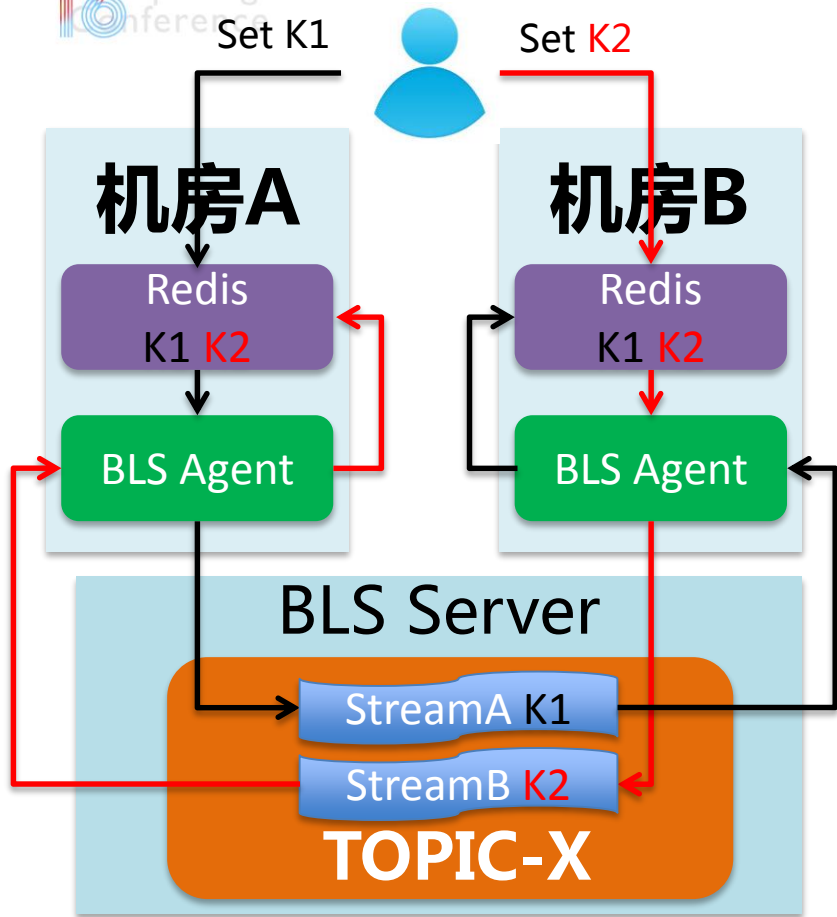 Conference
Set K1
Set K2
机房A
机房B
Redis
K1 K2
Redis
K1 K2
BLS Agent
BLS Agent
BLS Server
StreamA K1
StreamB K2
TOPIC-X